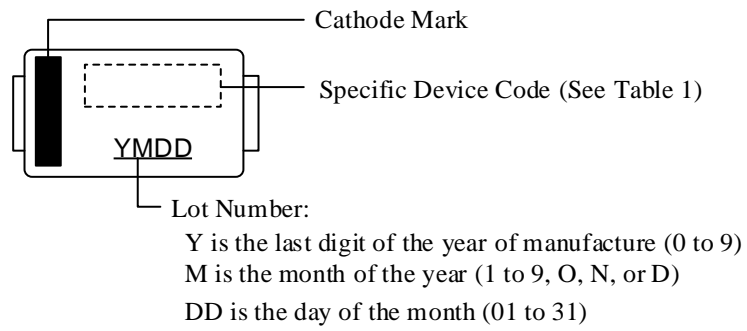 Cathode Mark
Specific Device Code (See Table 1)
YMDD
Lot Number:
Y is the last digit of the year of manufacture (0 to 9)
M is the month of the year (1 to 9, O, N, or D)
DD is the day of the month (01 to 31)